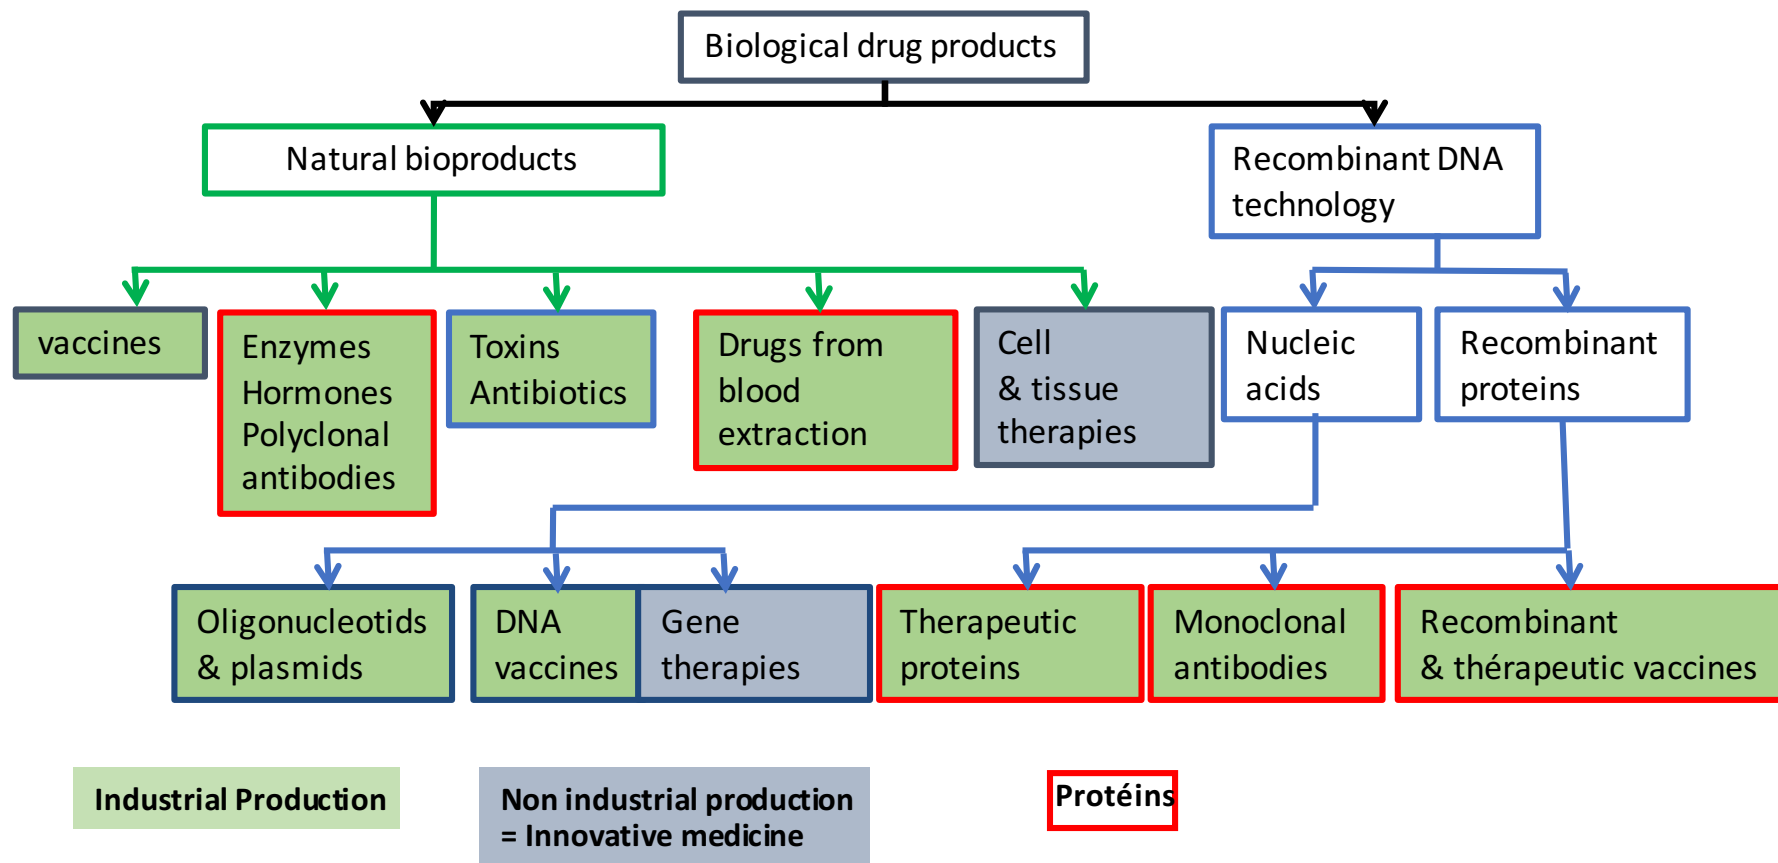 Biological drug products
Natural bioproducts
Recombinant DNA
technology
vaccines
Enzymes
Hormones
Polyclonal
antibodies
Toxins
Antibiotics
Drugs from
blood
extraction
Cell
& tissue
therapies
Nucleic
acids
Recombinant
proteins
Oligonucleotids
& plasmids
DNA
vaccines
Gene
therapies
Therapeutic
proteins
Monoclonal
antibodies
Recombinant
& thérapeutic vaccines
Industrial Production
Non industrial production
= Innovative medicine
Protéins